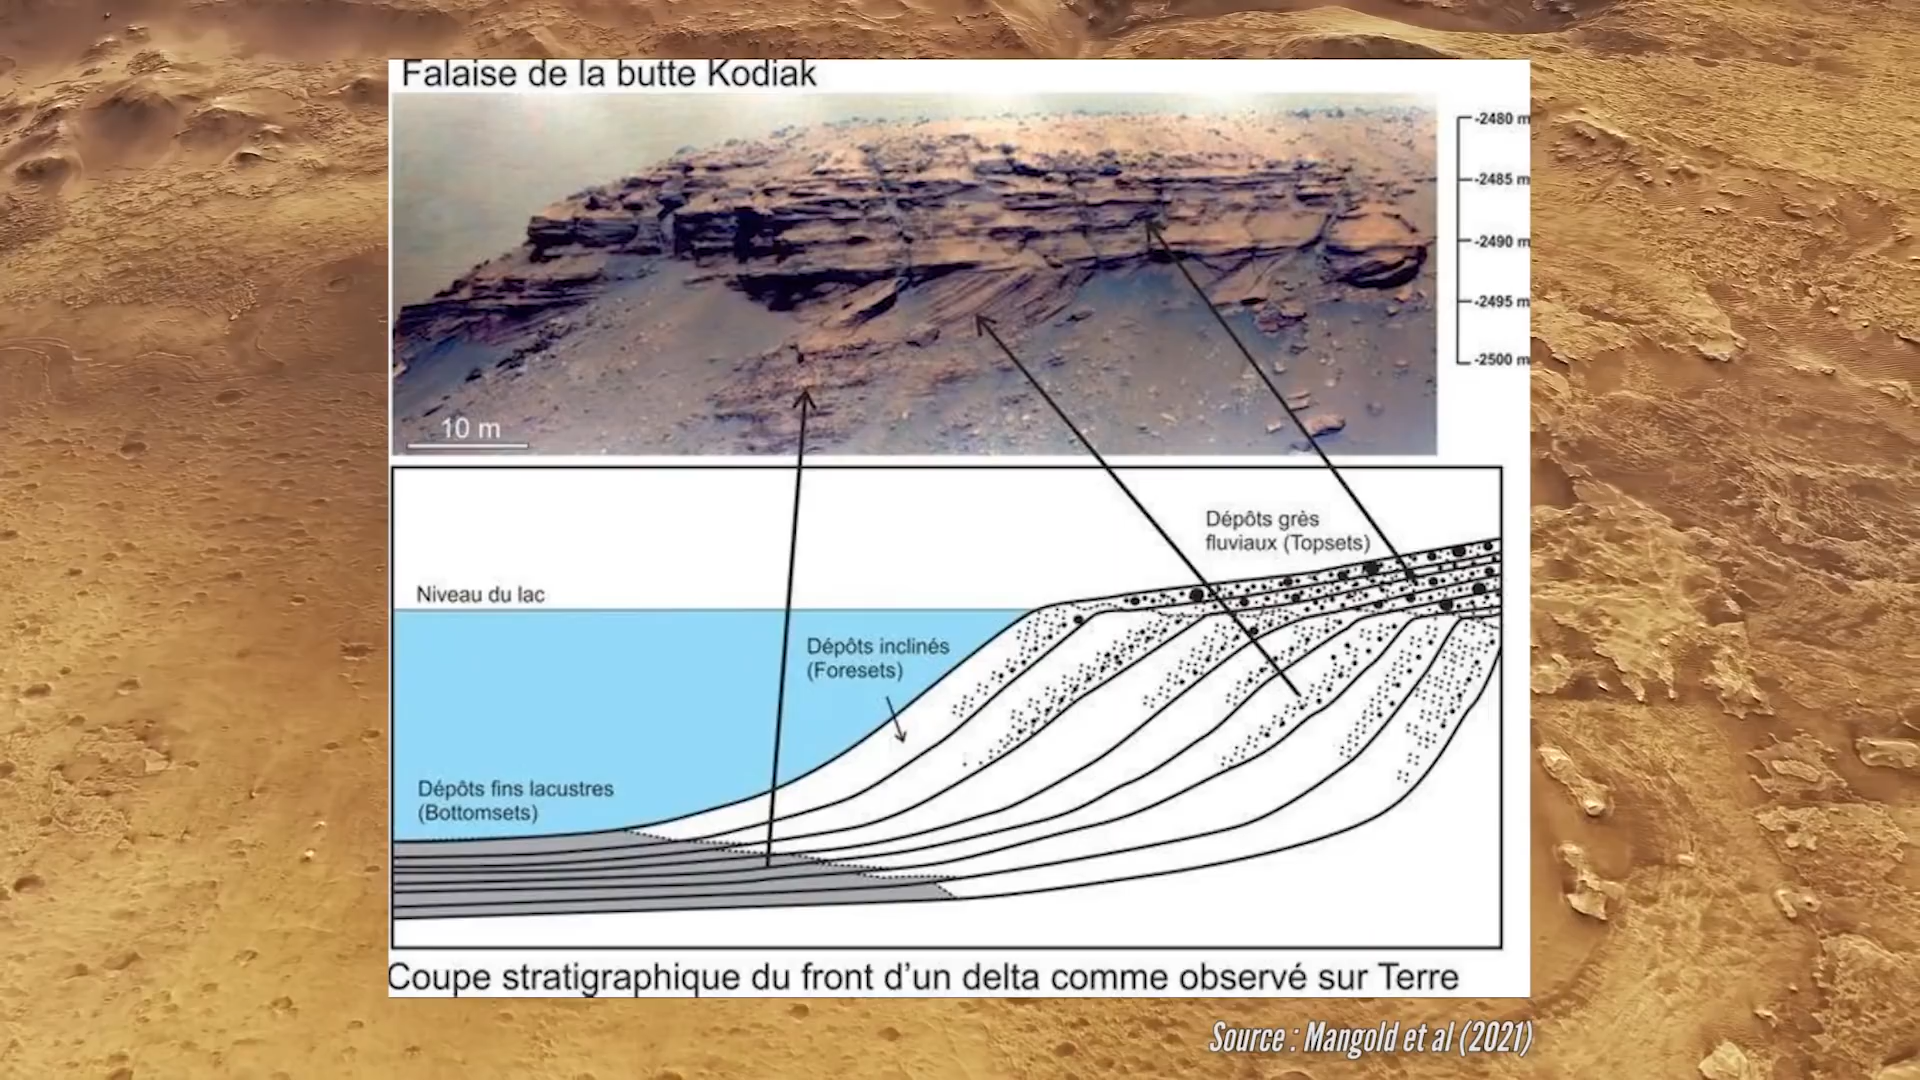 Falaise de la butte Kodiak
-2480 m
-2485 m
-2490 m
-2495 m
-2500 m
10 m
Dépôts grès
fluviaux (Topsets)
Niveau du lac
Dépôts inclinés
(Foresets)
Dépôts fins lacustres
(Bottomsets)
Coupe stratigraphique du front d'un delta comme observé sur Terre
Source : Mangold et al (2021)